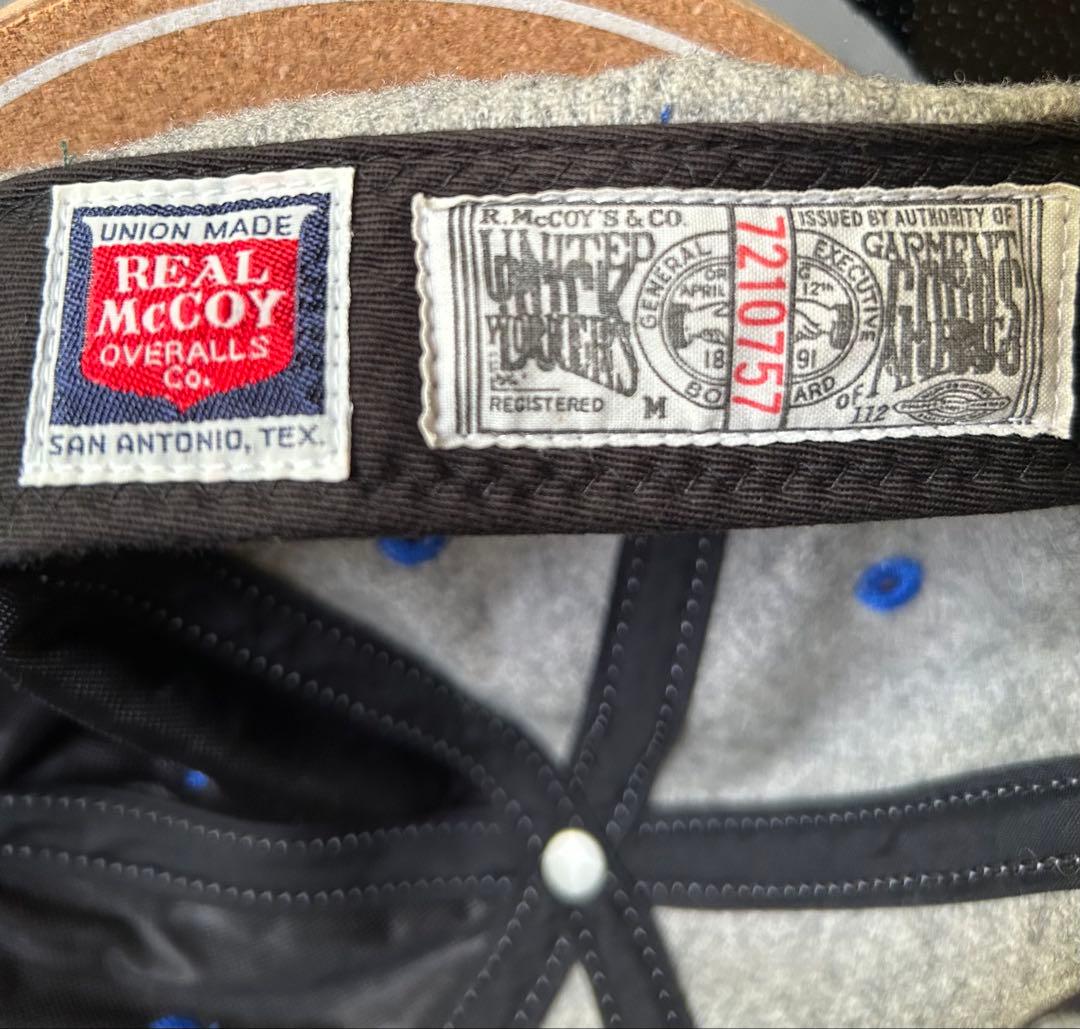 UNION MADE
REAL
McCOY
OVERALLS
Co.
SAN ANTONIO, TEX.
R. McCOY'S & CO.
UNITED
REGISTERED
M
GENERAL EXECUTIVE
BOARD OF
APRIL 12th
18 91
7210757
ISSUED BY AUTHORITY OF
GARMENT
112